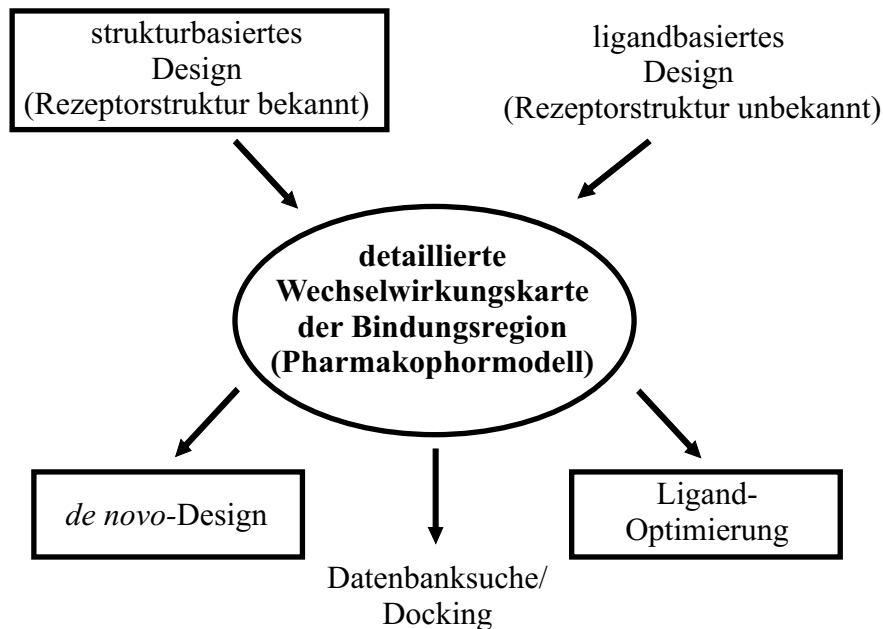 strukturbasiertes
Design
(Rezeptorstruktur bekannt)
ligandbasiertes
Design
(Rezeptorstruktur unbekannt)
detaillierte
Wechselwirkungskarte
der Bindungsregion
(Pharmakophormodell)
de novo-Design
Datenbanksuche/
Docking
Ligand-
Optimierung